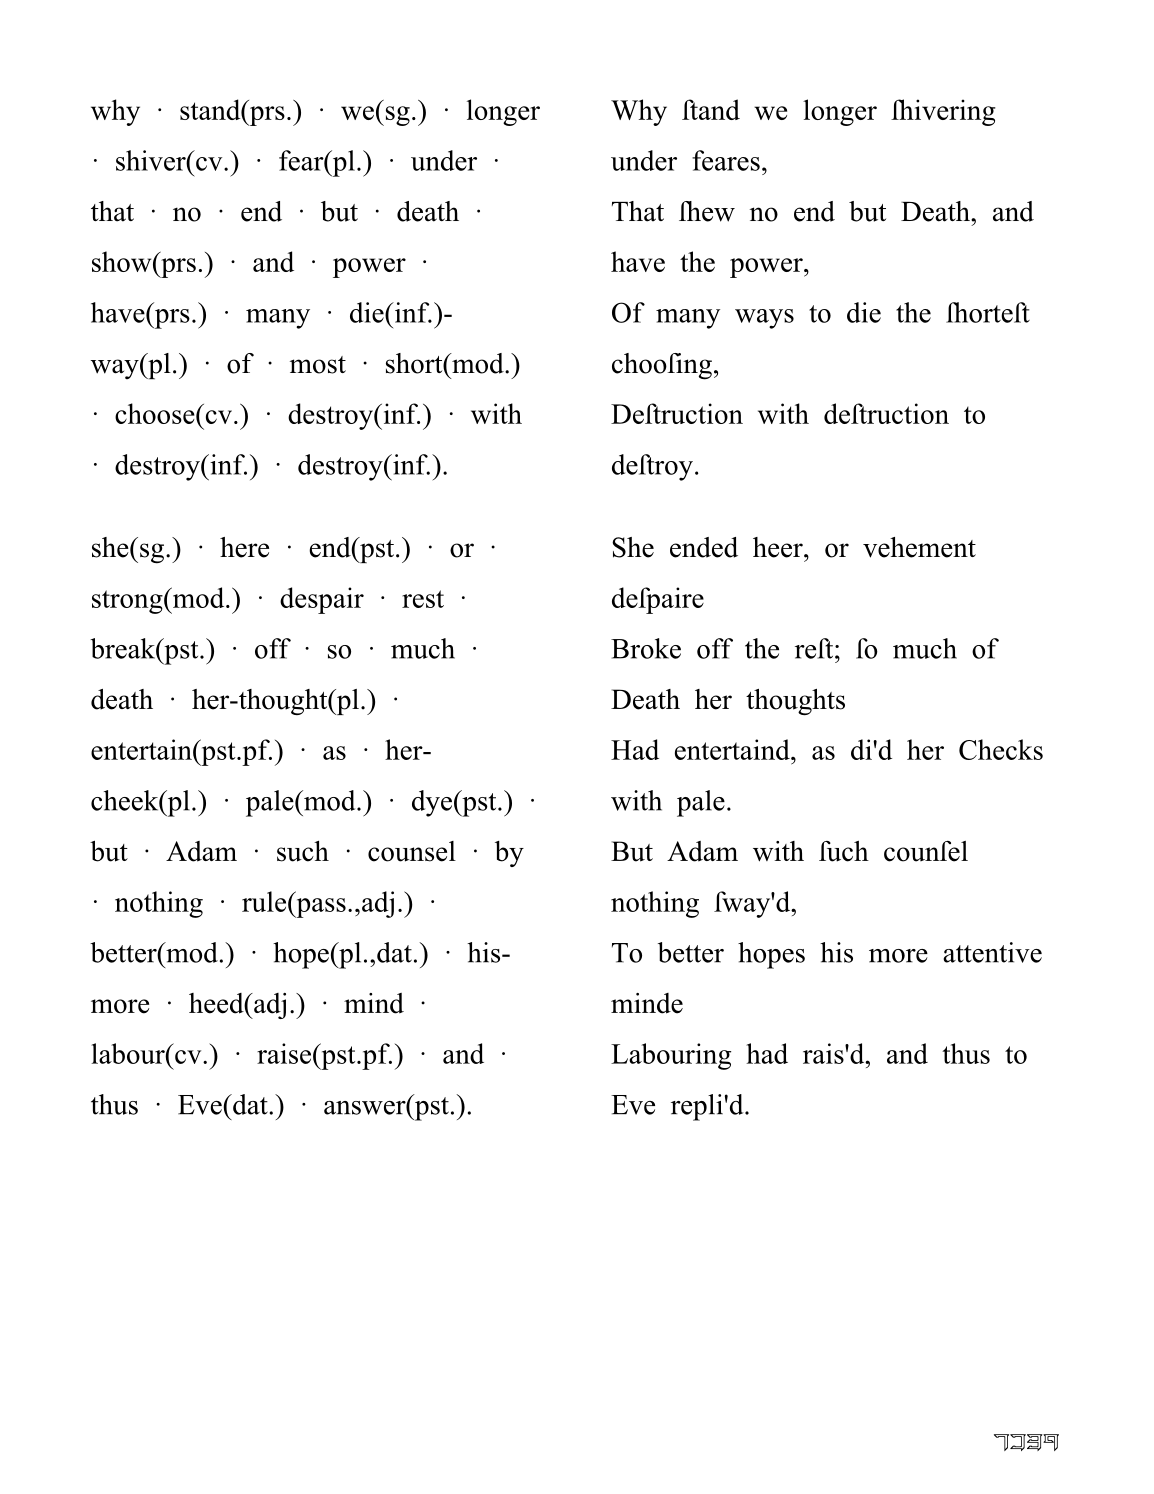 why · stand(prs.) · we(sg.) · longer
· shiver(cv.) · fear(pl.) · under ·
that · no · end · but · death ·
show(prs.) · and · power ·
have(prs.) · many · die(inf.)-
way(pl.) · of · most · short(mod.)
· choose(cv.) · destroy(inf.) · with
· destroy(inf.) · destroy(inf.).
she(sg.) · here · end(pst.) · or ·
strong(mod.) · despair · rest ·
break(pst.) · off · so · much ·
death · her-thought(pl.) ·
entertain(pst.pf.) · as · her-
cheek(pl.) · pale(mod.) · dye(pst.) ·
but · Adam · such · counsel · by
· nothing · rule(pass.,adj.) ·
better(mod.) · hope(pl.,dat.) · his-
more · heed(adj.) · mind ·
labour(cv.) · raise(pst.pf.) · and ·
thus · Eve(dat.) · answer(pst.).
Why ſtand we longer ſhivering
under feares,
That ſhew no end but Death, and
have the power,
Of many ways to die the ſhorteſt
chooſing,
Deſtruction with deſtruction to
deſtroy.
She ended heer, or vehement
deſpaire
Broke off the reſt; ſo much of
Death her thoughts
Had entertaind, as di'd her Checks
with pale.
But Adam with ſuch counſel
nothing ſway'd,
To better hopes his more attentive
minde
Labouring had rais'd, and thus to
Eve repli'd.